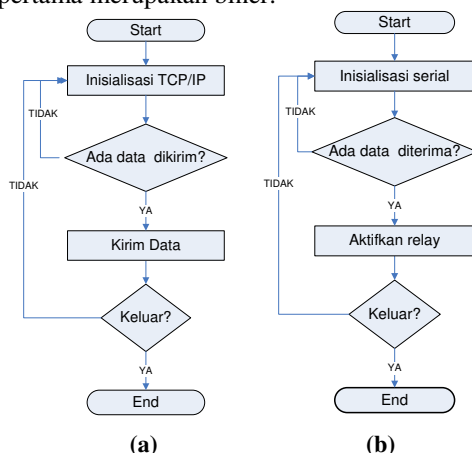 pertama merupakan biner.
Start
Inisialisasi TCP/IP
TIDAK
Ada data dikirim?
TIDAK
YA
Kirim Data
Keluar?
YA
End
(a)
Start
Inisialisasi serial
TIDAK
Ada data diterima?
TIDAK
YA
Aktifkan relay
Keluar?
YA
End
(b)